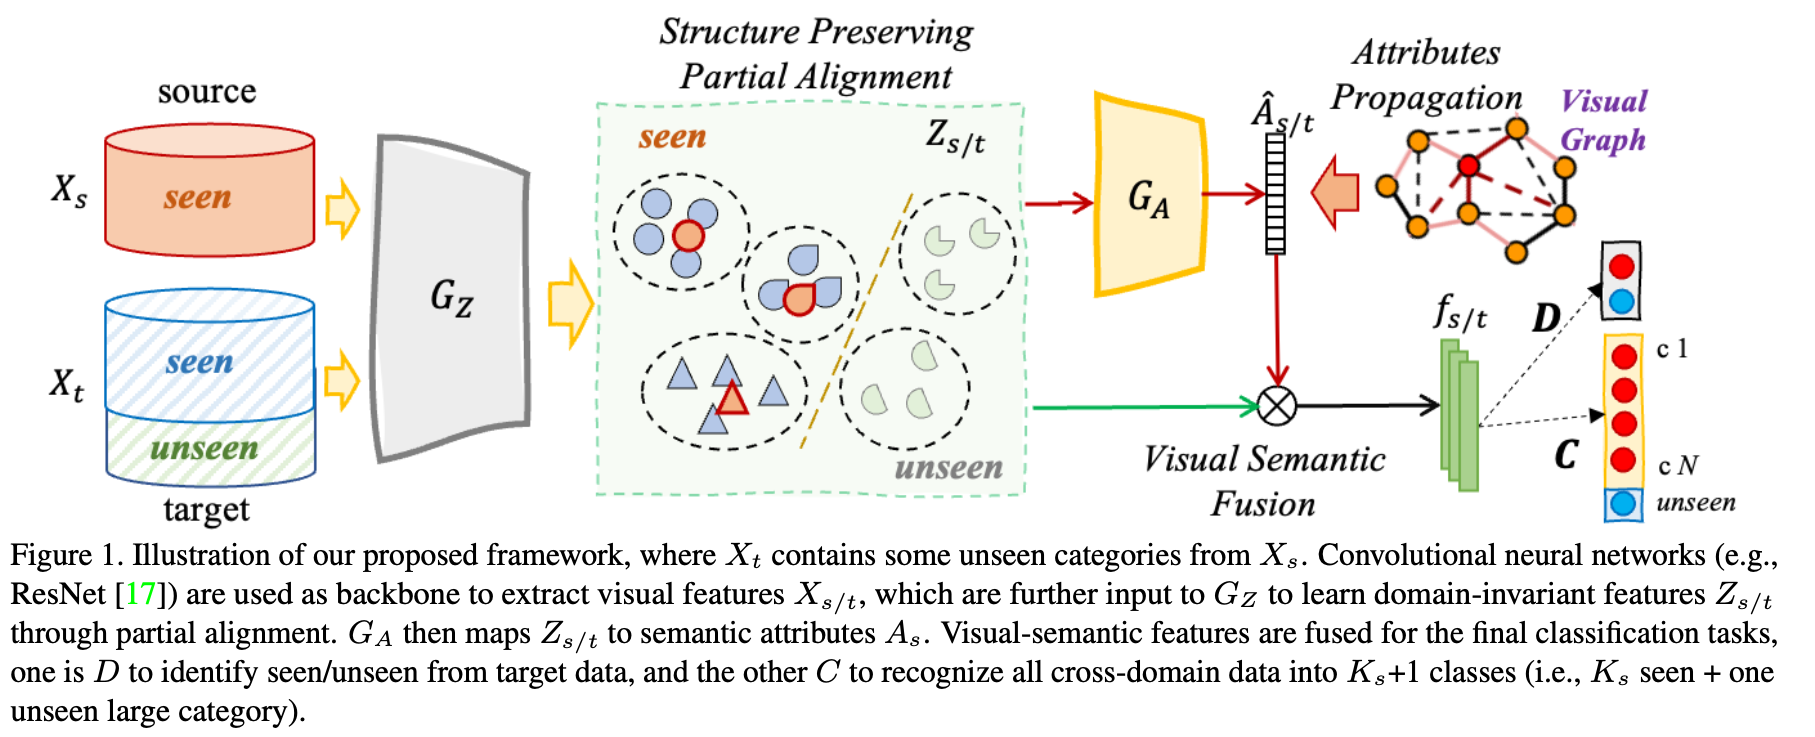 Structure Preserving
Partial Alignment
Attributes
Propagation
Visual
Graph
source
X_s
seen
X_t
seen
unseen
target
G_Z
seen
Z_{s/t}
unseen
G_A
Â_{s/t}
f_{s/t}
D
C
c 1
c N
unseen
Visual Semantic
Fusion
Figure 1. Illustration of our proposed framework, where X_t contains some unseen categories from X_s. Convolutional neural networks (e.g.,
ResNet [17]) are used as backbone to extract visual features X_{s/t}, which are further input to G_Z to learn domain-invariant features Z_{s/t}
through partial alignment. G_A then maps Z_{s/t} to semantic attributes A_s. Visual-semantic features are fused for the final classification tasks,
one is D to identify seen/unseen from target data, and the other C to recognize all cross-domain data into K_s+1 classes (i.e., K_s seen + one
unseen large category).